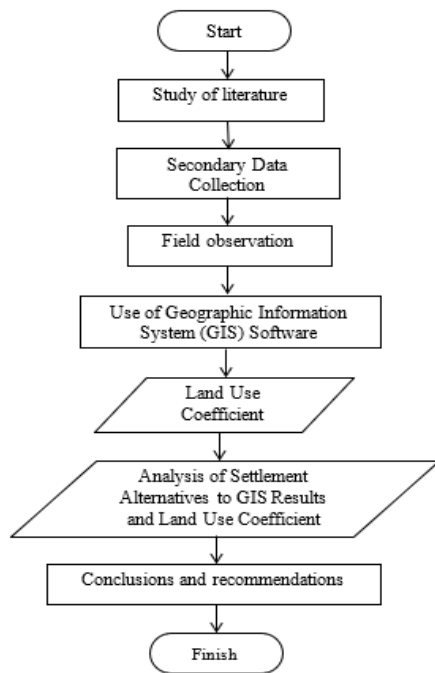 Start
Study of literature
Secondary Data
Collection
Field observation
Use of Geographic Information
System (GIS) Software
Land Use
Coefficient
Analysis of Settlement
Alternatives to GIS Results
and Land Use Coefficient
Conclusions and recommendations
Finish